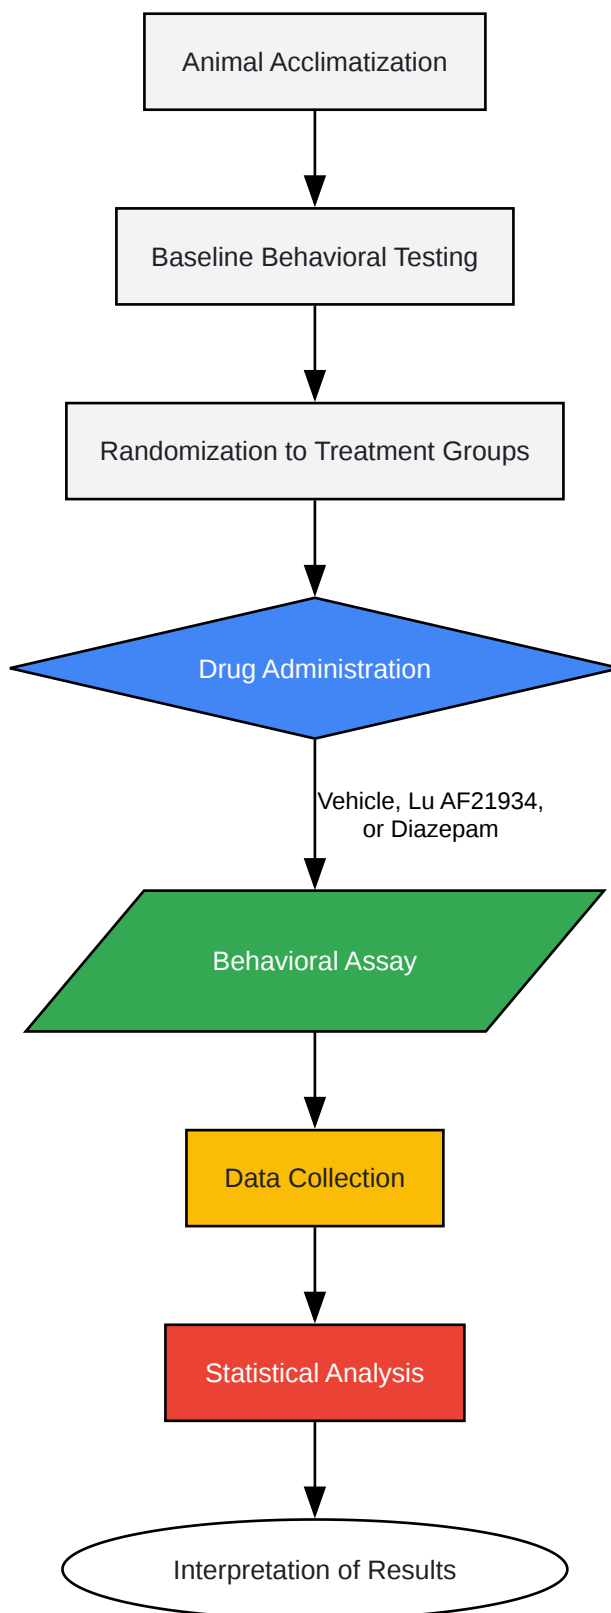 Animal Acclimatization
Baseline Behavioral Testing
Randomization to Treatment Groups
Drug Administration
Vehicle, Lu AF21934,
or Diazepam
Behavioral Assay
Data Collection
Statistical Analysis
Interpretation of Results